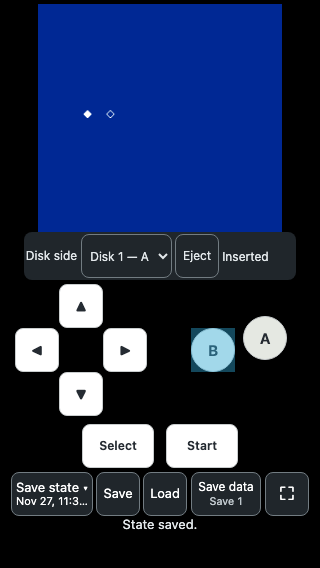 Disk side Disk 1 — A Eject Inserted
B A
Select Start
Save state Save Load Save data
Nov 27, 11:3... Save 1
State saved.